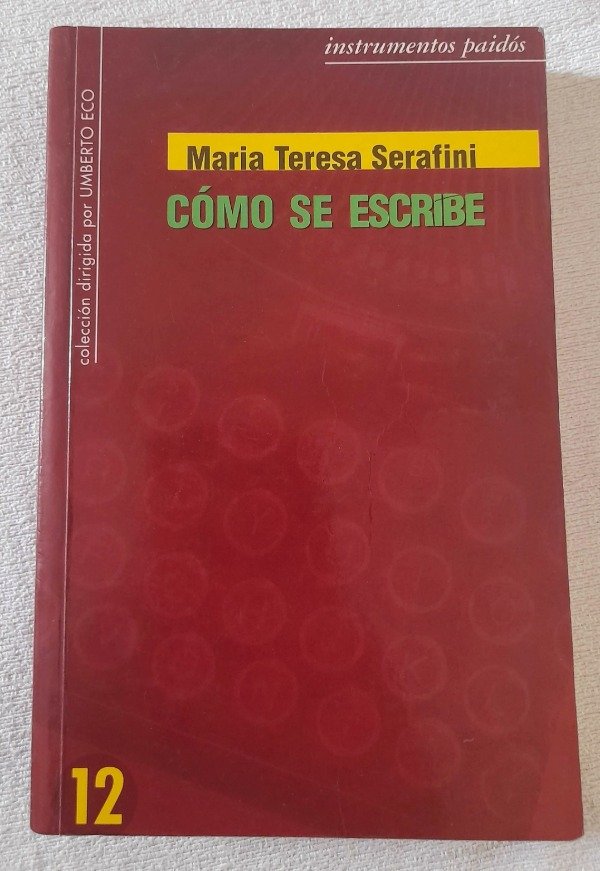 instrumentos paidós
colección dirigida por UMBERTO ECO
Maria Teresa Serafini
CÓMO SE ESCRIBE
12